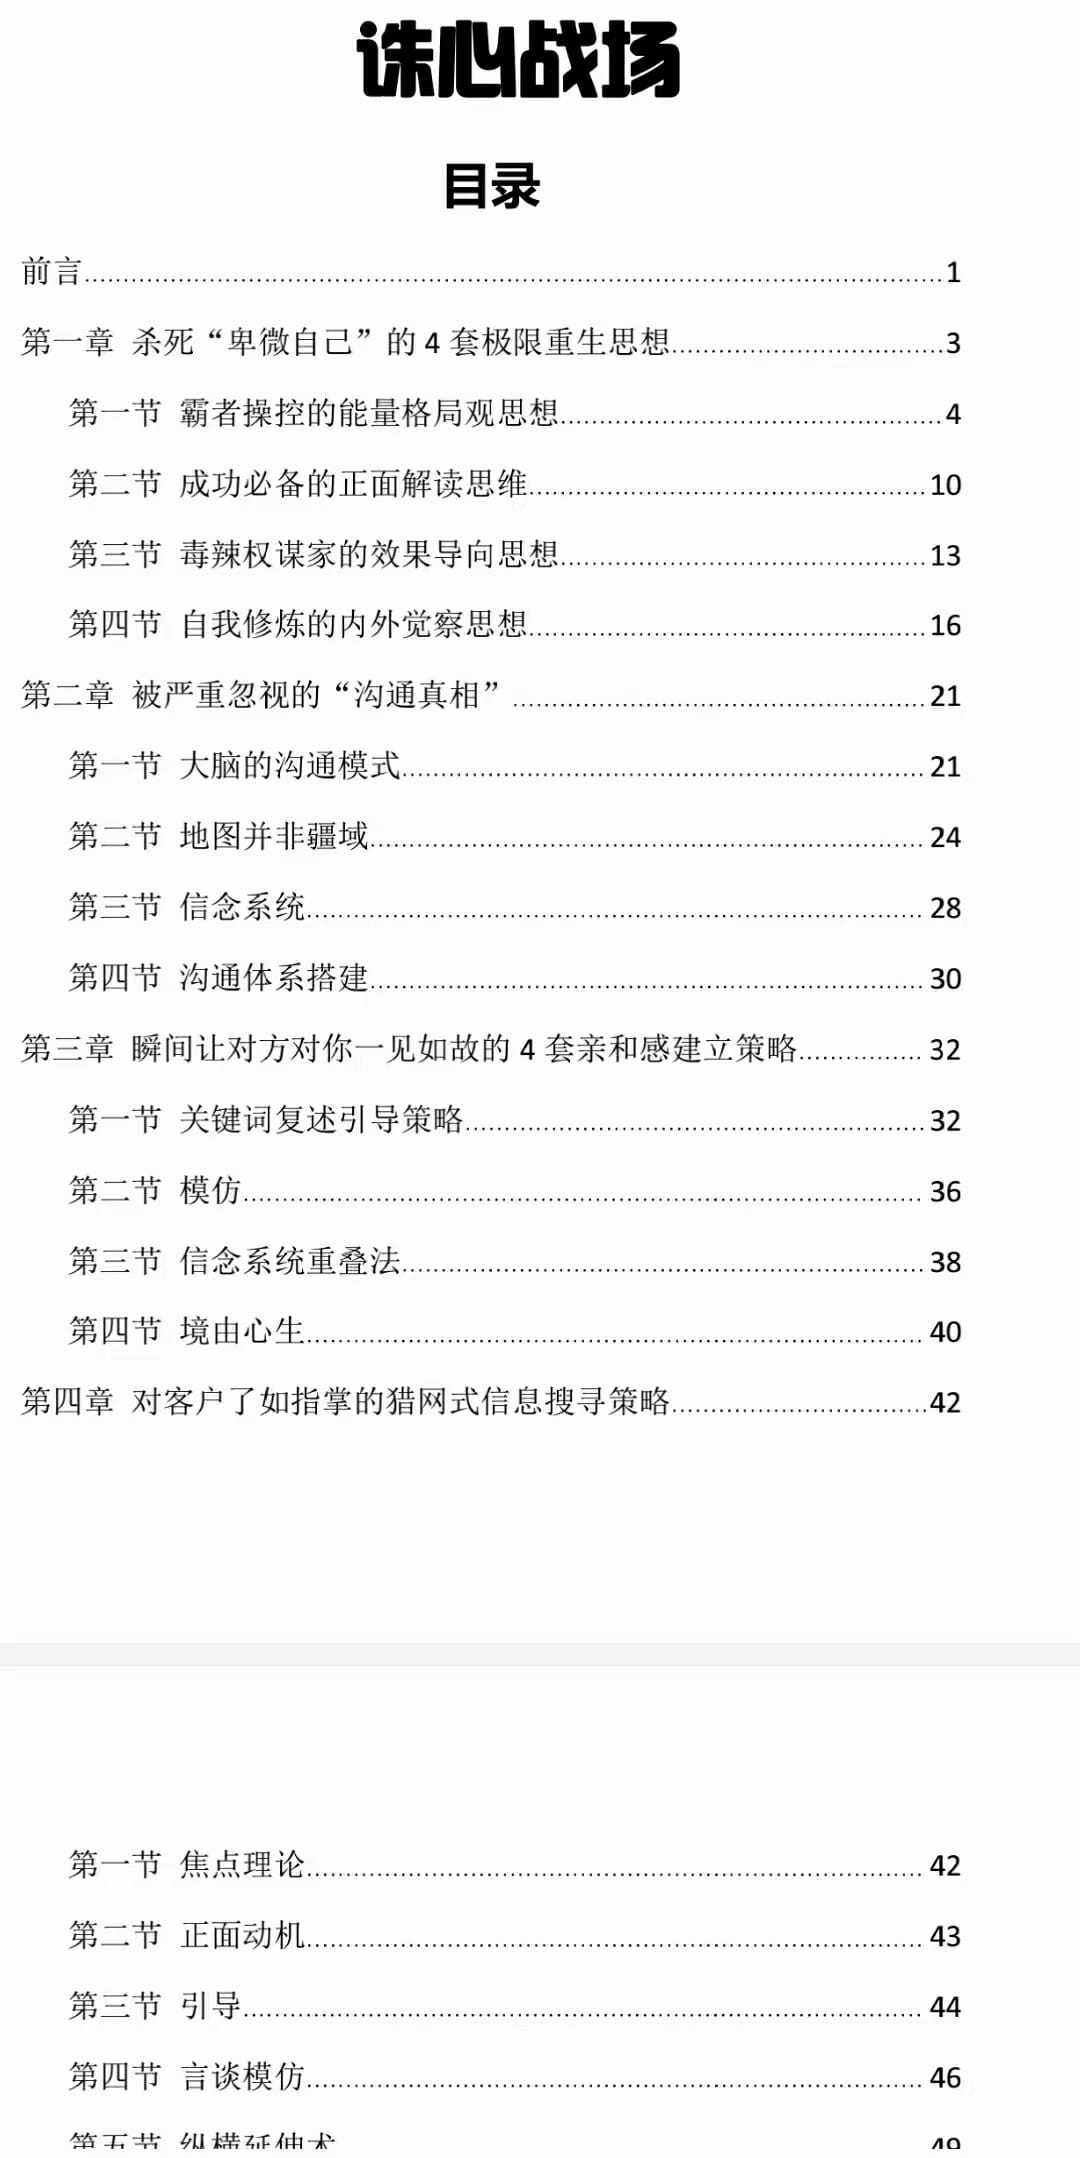 诛心战场
目录
前言........................1
第一章 杀死“卑微自己”的 4 套极限重生思想........................3
第一节 霸者操控的能量格局观思想........................4
第二节 成功必备的正面解读思维........................10
第三节 毒辣权谋家的效果导向思想........................13
第四节 自我修炼的内外觉察思想........................16
第二章 被严重忽视的“沟通真相”........................21
第一节 大脑的沟通模式........................21
第二节 地图并非疆域........................24
第三节 信念系统........................28
第四节 沟通体系搭建........................30
第三章 瞬间让对方对你一见如故的 4 套亲和感建立策略........................32
第一节 关键词复述引导策略........................32
第二节 模仿........................36
第三节 信念系统重叠法........................38
第四节 境由心生........................40
第四章 对客户了如指掌的猎网式信息搜寻策略........................42
第一节 焦点理论........................42
第二节 正面动机........................43
第三节 引导........................44
第四节 言谈模仿........................46
第五节 纵横延伸术 49